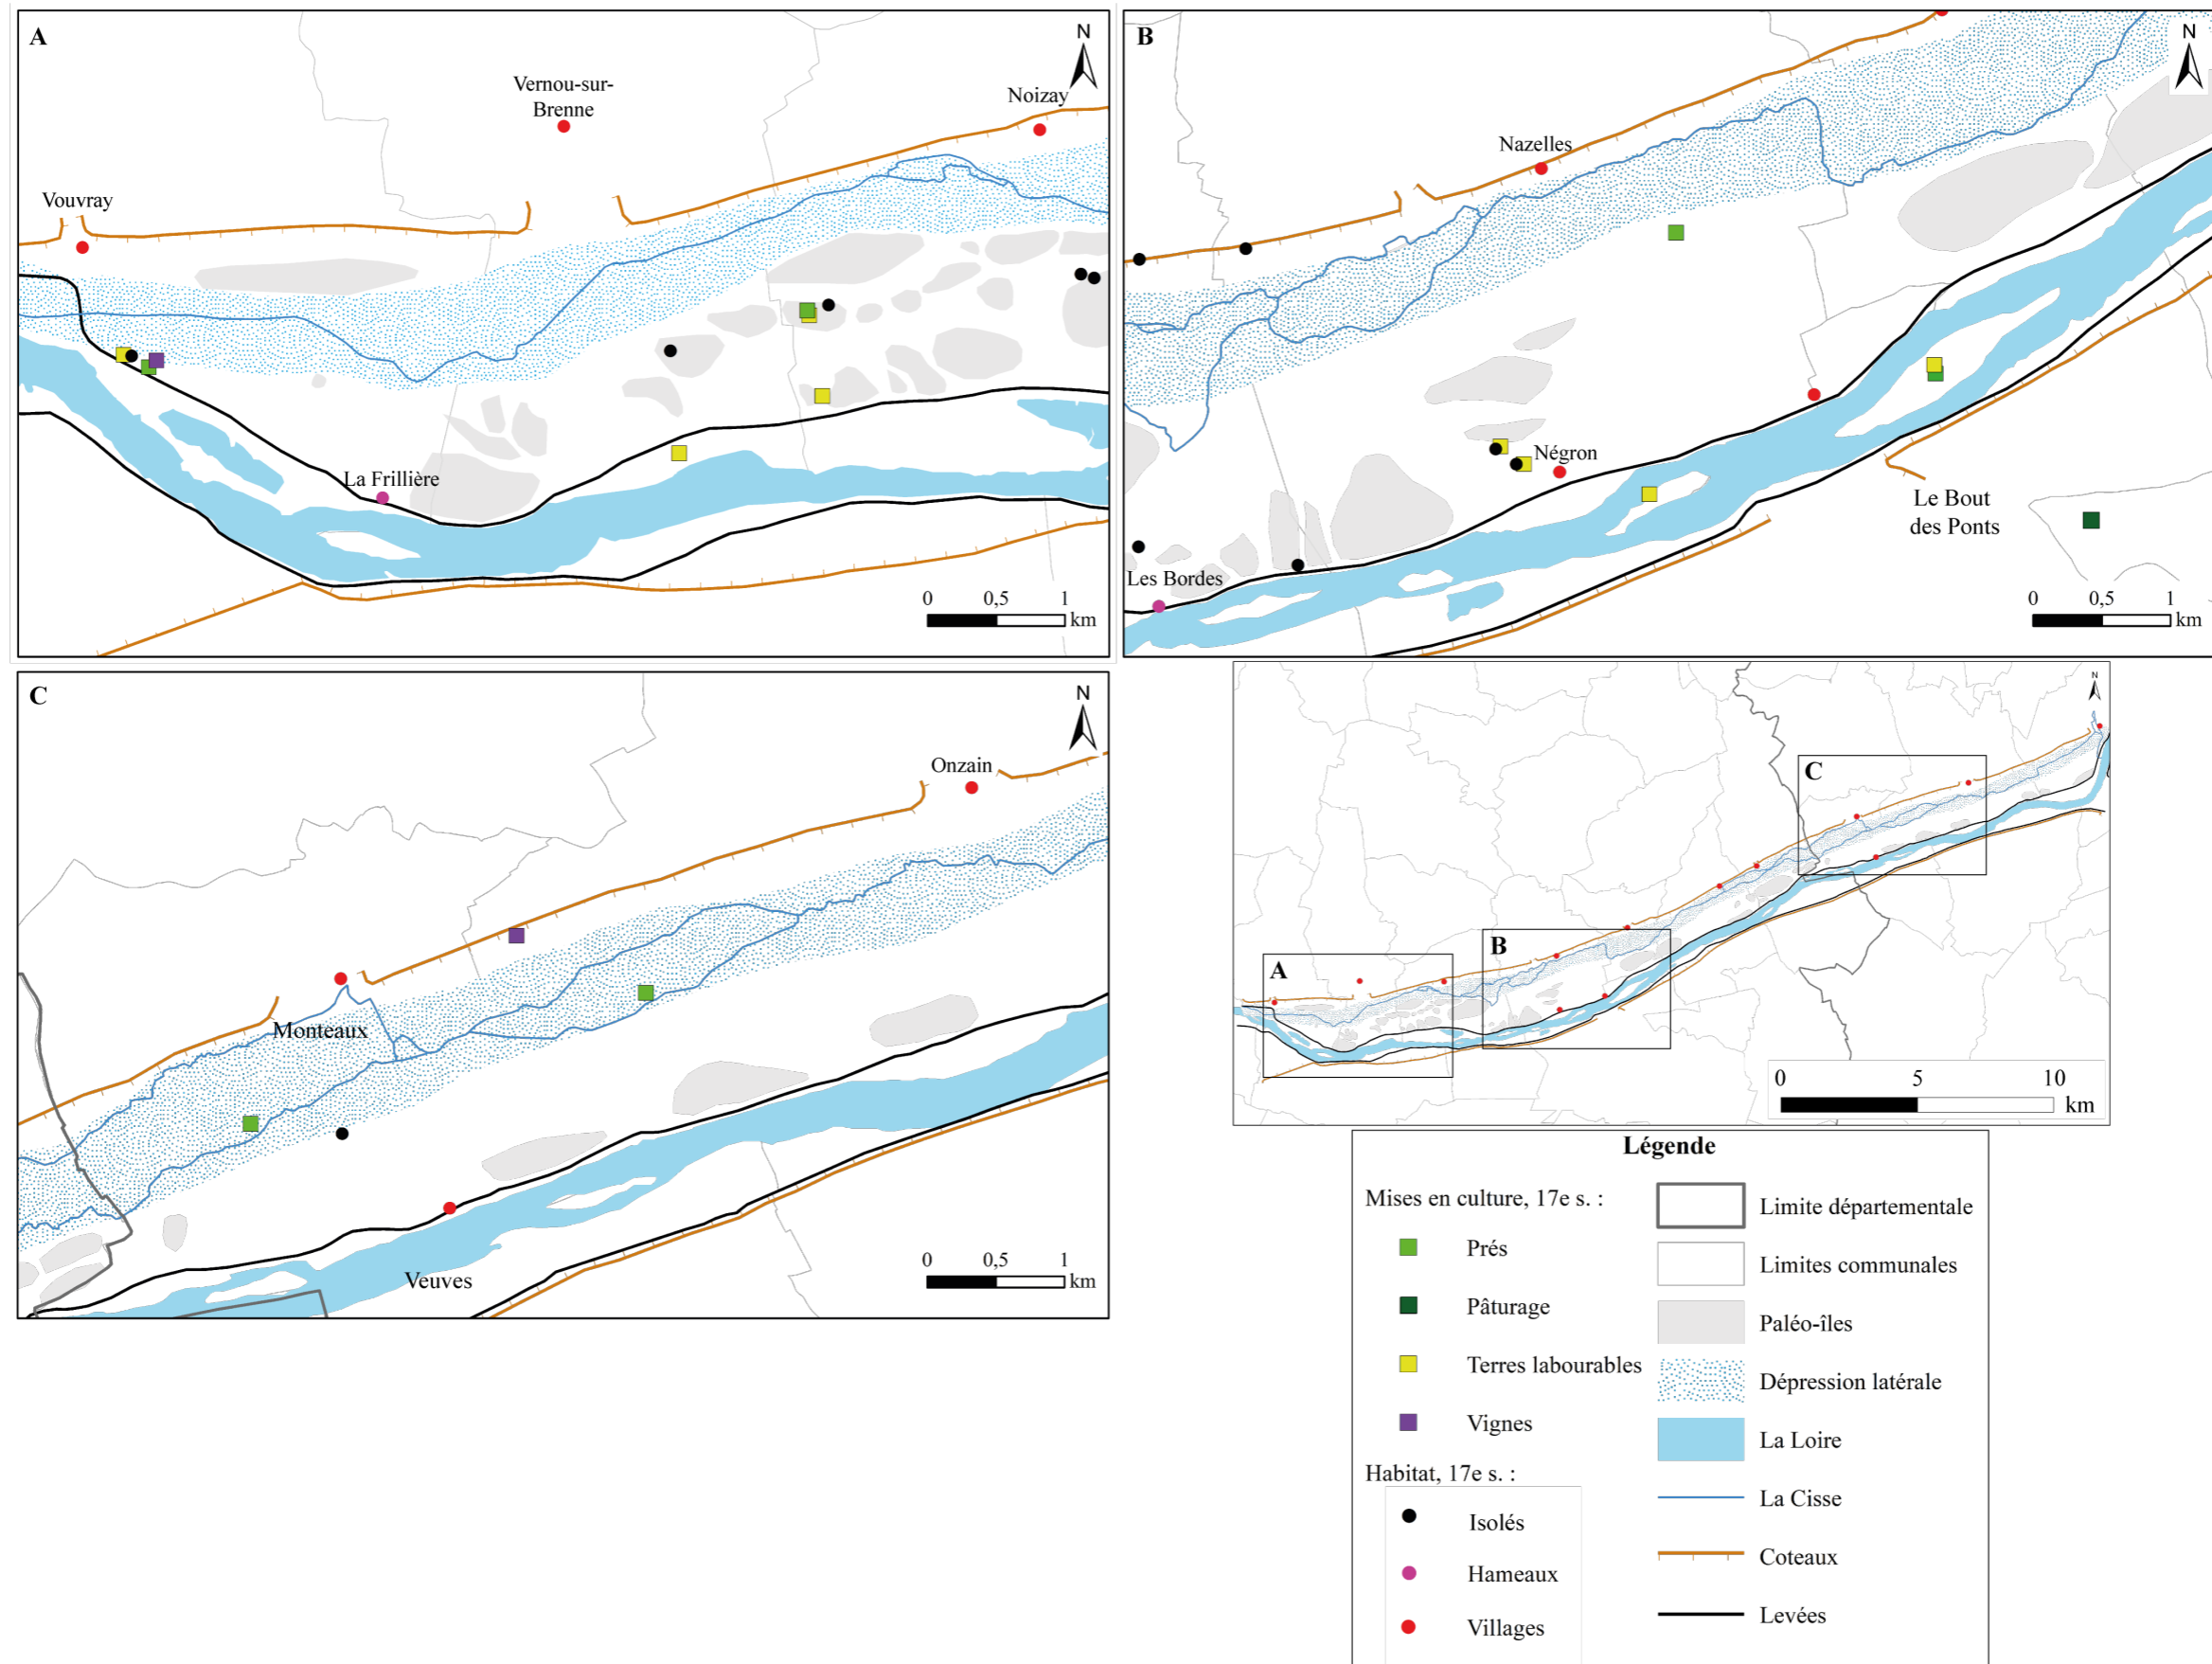 A
N
Vernou-sur-
Brenne
Noizay
Vouvray
La Frillière
0 0,5 1
km
B
N
Nazelles
Négron
Le Bout
des Ponts
Les Bordes
0 0,5 1
km
C
N
Onzain
Monteaux
Veuves
0 0,5 1
km
N
C
B
A
0 5 10
km
Légende
Mises en culture, 17e s. :
Prés
Pâturage
Terres labourables
Vignes
Habitat, 17e s. :
Isolés
Hameaux
Villages
Limite départementale
Limites communales
Paléo-îles
Dépression latérale
La Loire
La Cisse
Coteaux
Levées